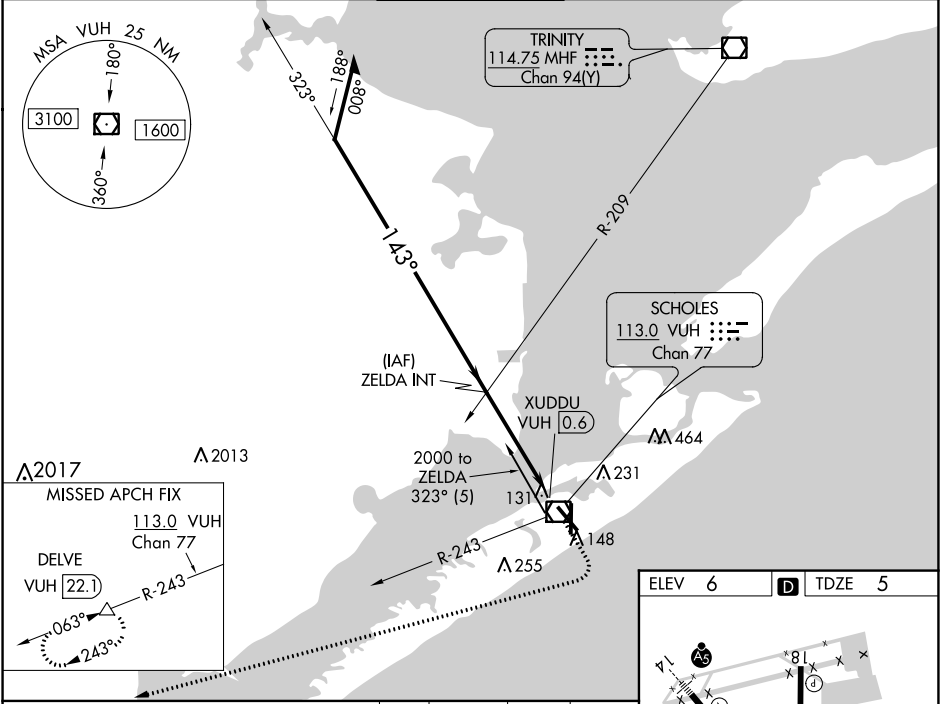 MSA VUH 25 NM
180°
3100
1600
360°
323°
188°
008°
TRINITY
114.75 MHF
Chan 94(Y)
143°
R-209
SCHOLES
113.0 VUH
Chan 77
(IAF)
ZELDA INT
XUDDU
VUH 0.6
464
2013
2017
2000 to
ZELDA
323° (5)
231
131
MISSED APCH FIX
113.0 VUH
Chan 77
DELVE
VUH 22.1
R-243
063°
243°
R-243
255
148
ELEV 6 D TDZE 5
14
A5
18
P